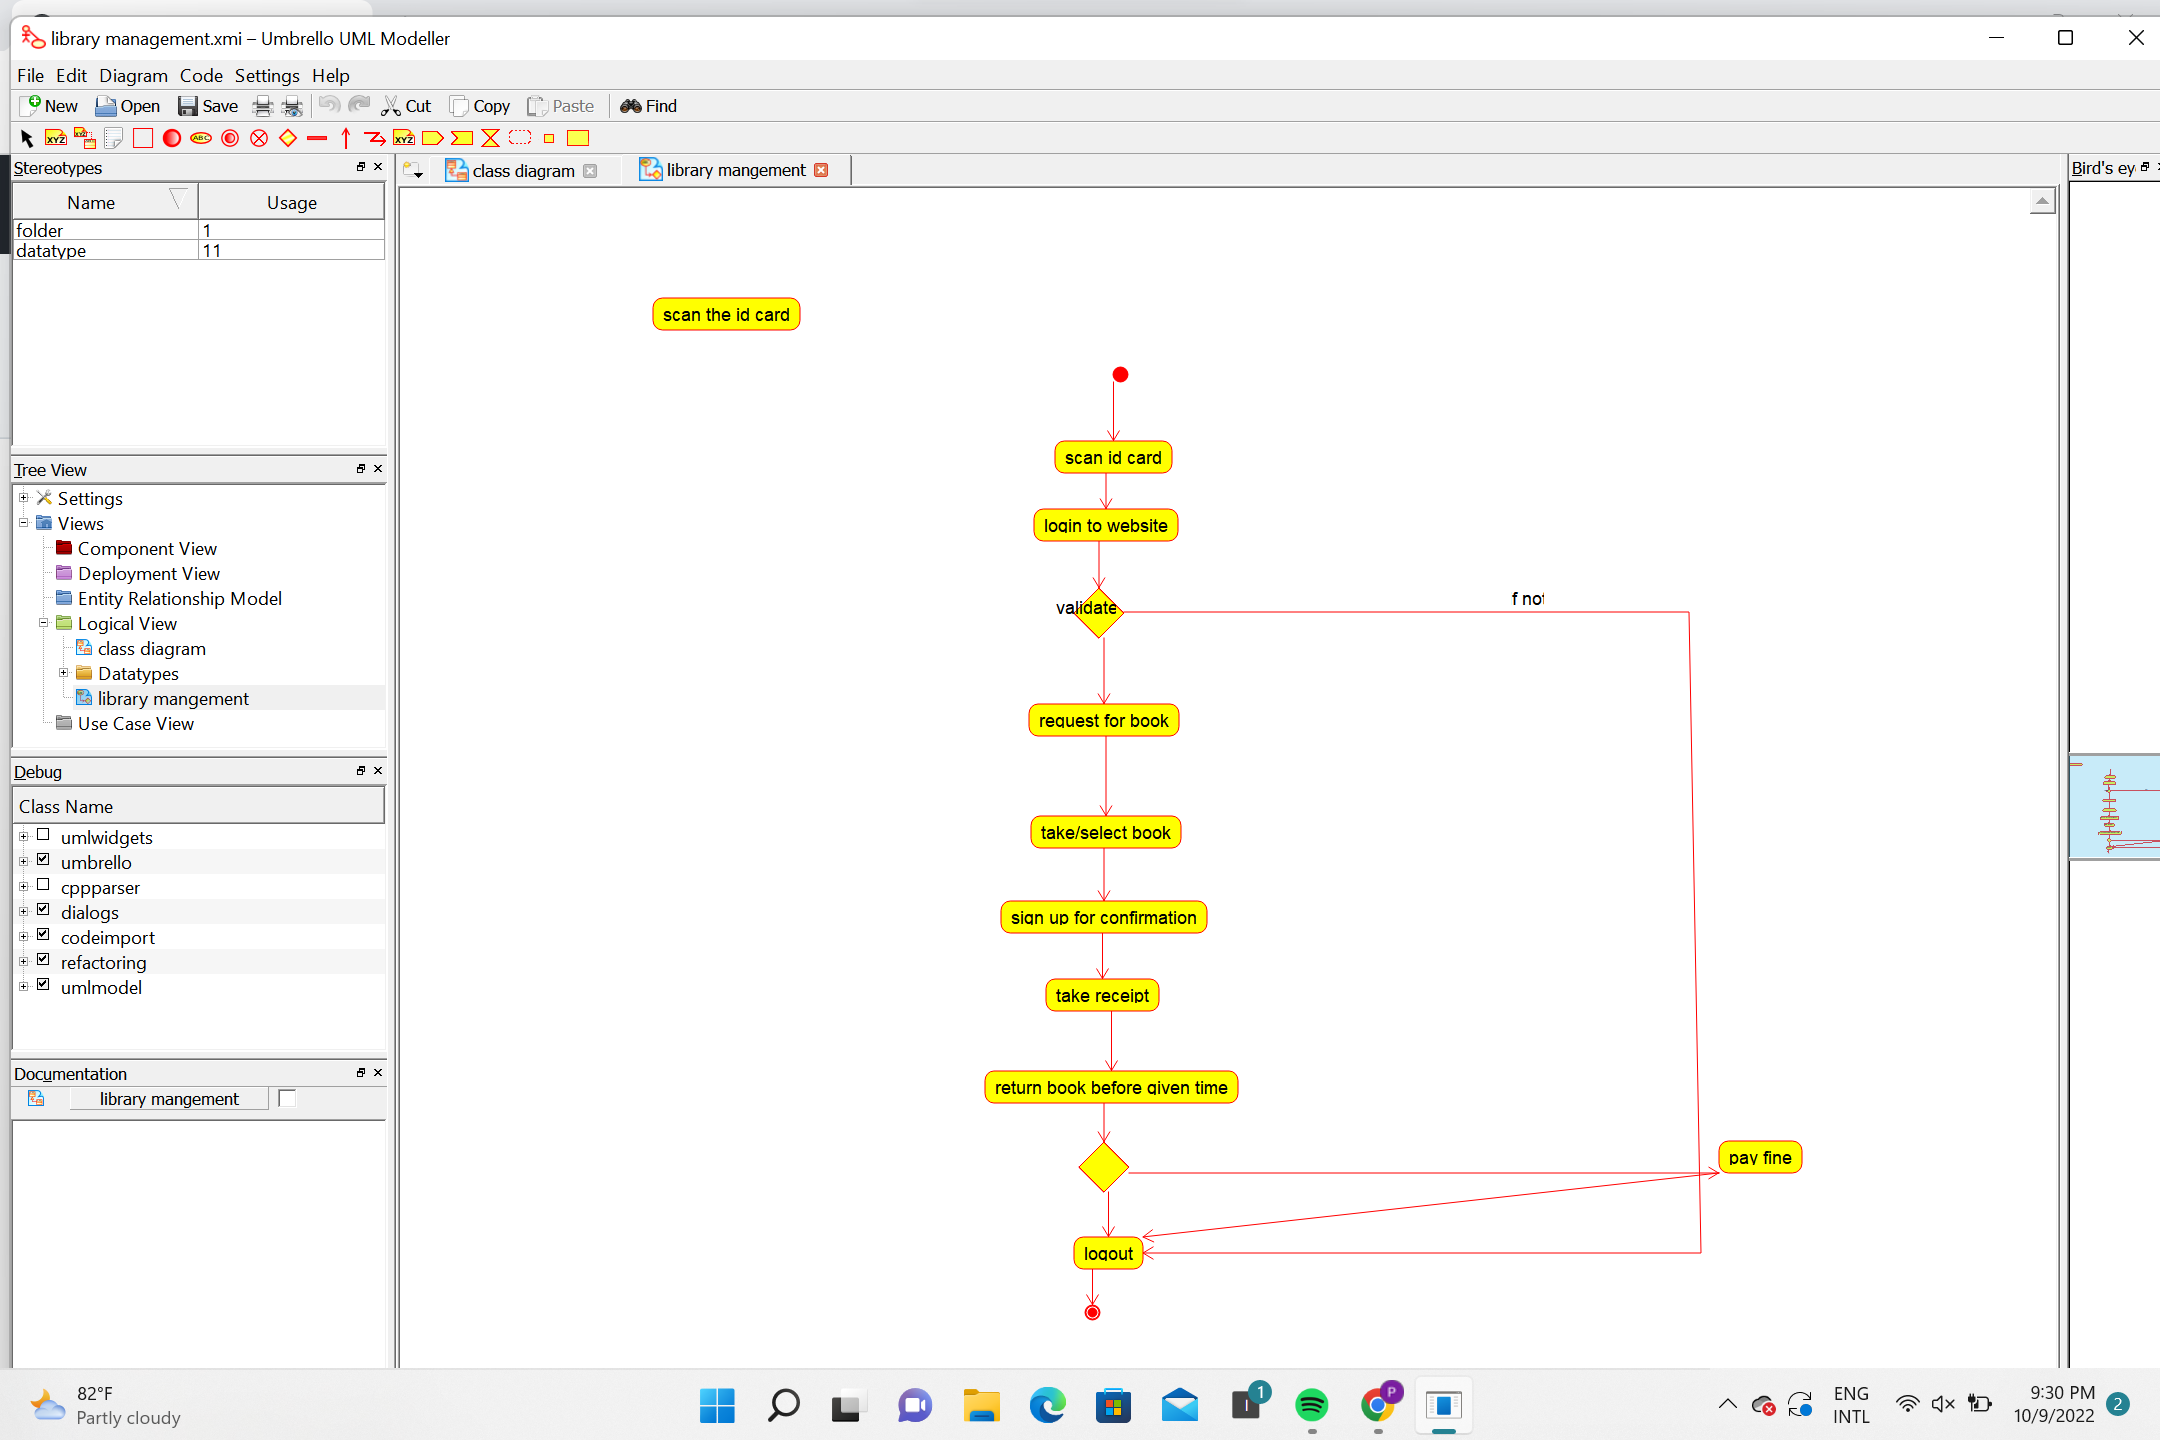 library management.xmi – Umbrello UML Modeller
File Edit Diagram Code Settings Help
New Open Save Cut Copy Paste Find
XYZ XYZ ABC XYZ
Stereotypes
class diagram
library mangement
Bird's ey
Name Usage
folder 1
datatype 11
scan the id card
scan id card
login to website
validate
f not
request for book
take/select book
sign up for confirmation
take receipt
return book before given time
pay fine
logout
Tree View
Settings
Views
Component View
Deployment View
Entity Relationship Model
Logical View
class diagram
Datatypes
library mangement
Use Case View
Debug
Class Name
umlwidgets
umbrello
cppparser
dialogs
codeimport
refactoring
umlmodel
Documentation
library mangement
82°F
Partly cloudy
1
P
ENG
INTL
9:30 PM
10/9/2022
2